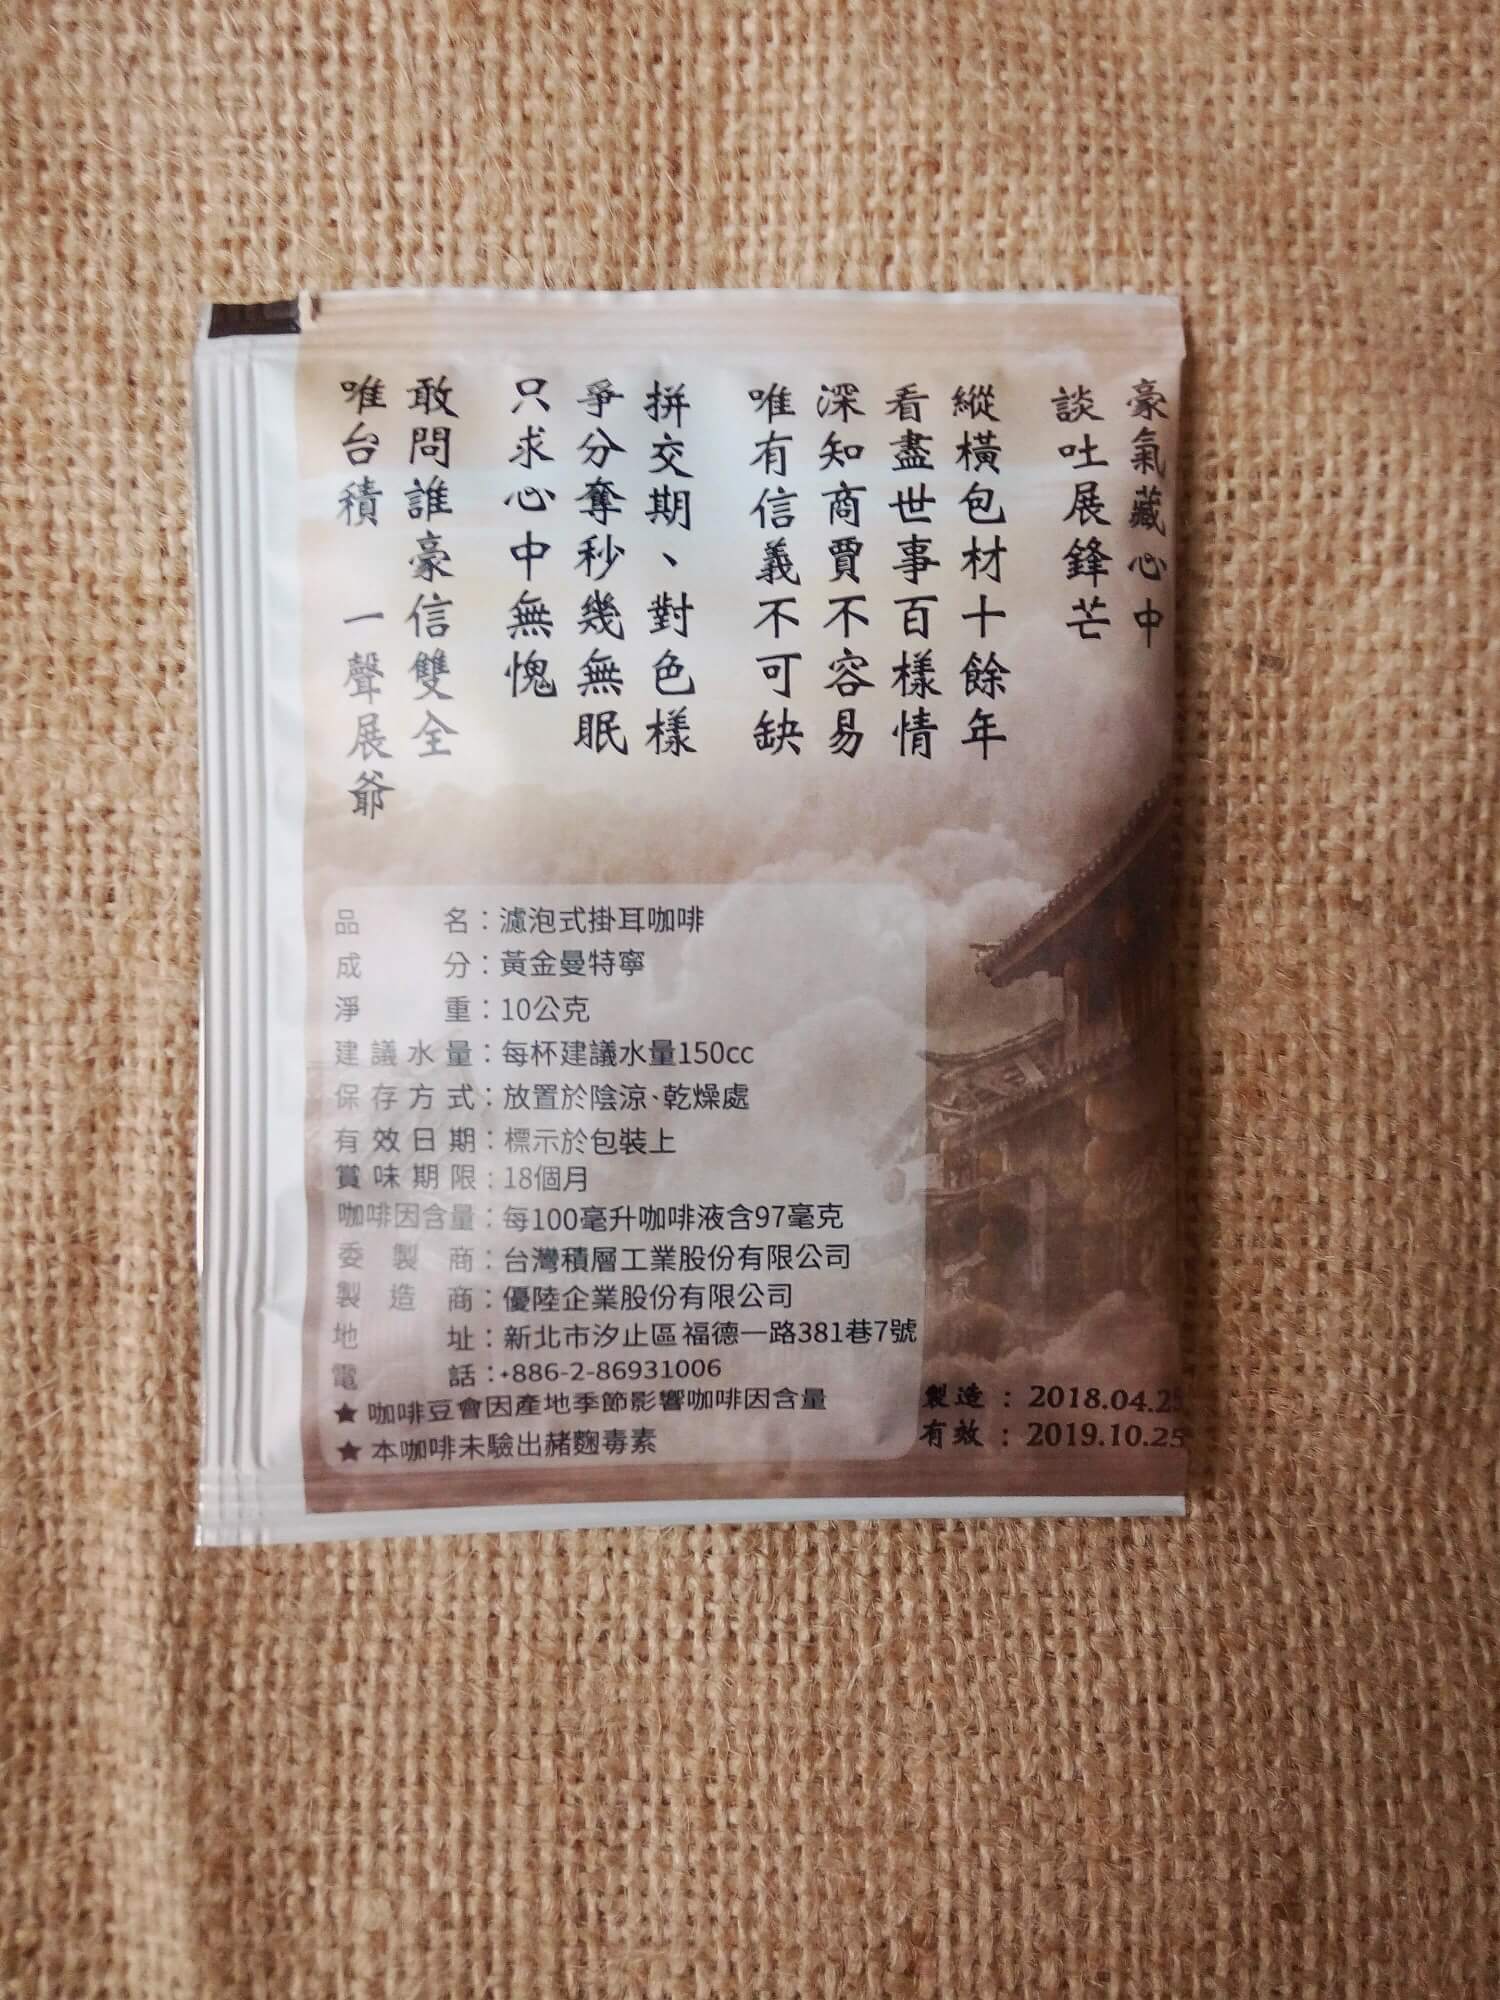 豪氣藏心中
談吐展鋒芒
縱橫包材十餘年
看盡世事百樣情
深知商賈不容易
唯有信義不可缺
拼交期、對色樣
爭分奪秒幾無眠
只求心中無愧
敢問誰豪信雙全
唯台積 一聲展爺
品名：濾泡式掛耳咖啡
成分：黃金曼特寧
淨重：10公克
建議水量：每杯建議水量150cc
保存方式：放置於陰涼、乾燥處
有效日期：標示於包裝上
賞味期限：18個月
咖啡因含量：每100毫升咖啡液含97毫克
委製商：台灣積層工業股份有限公司
製造商：優陸企業股份有限公司
地址：新北市汐止區福德一路381巷7號
電話：+886-2-86931006
★ 咖啡豆會因產地季節影響咖啡因含量
★ 本咖啡未驗出赭麴毒素
製造：2018.04.25
有效：2019.10.25